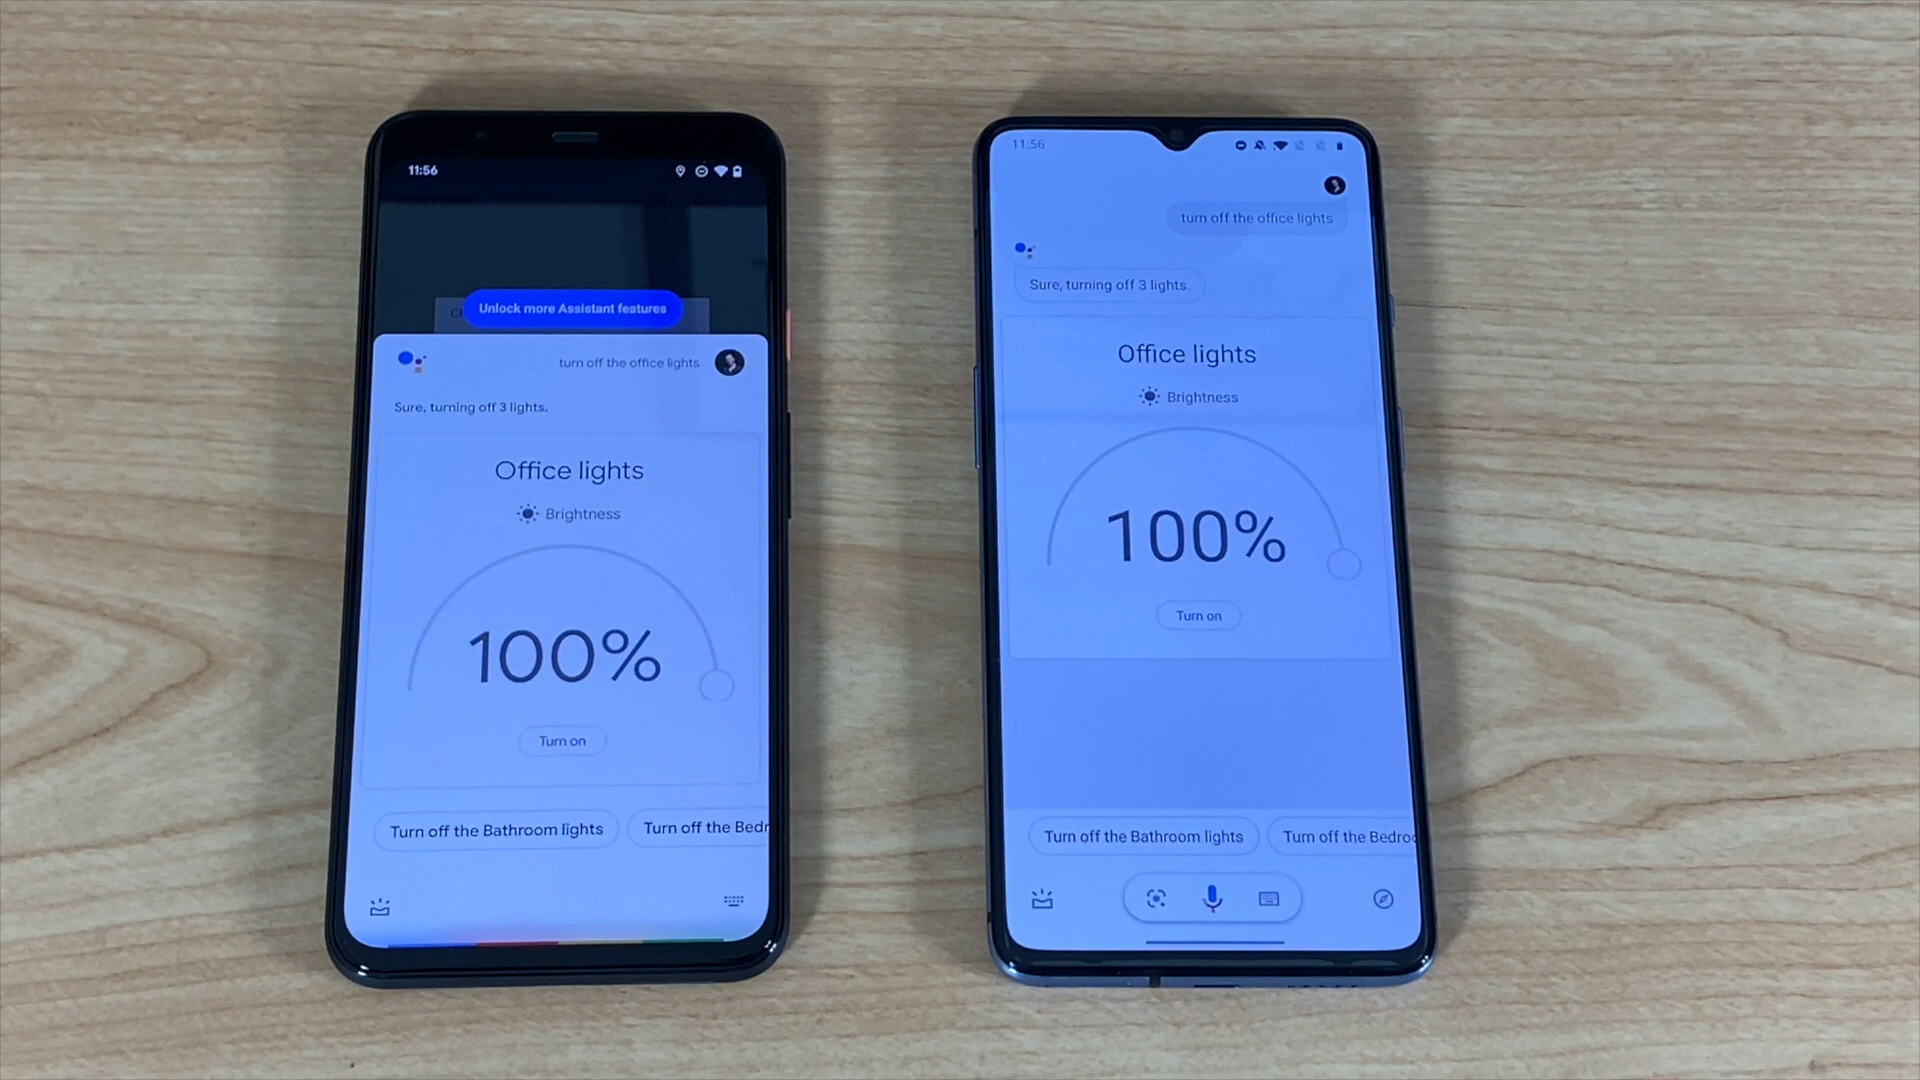 11:56
Unlock more Assistant features
turn off the office lights
Sure, turning off 3 lights.
Office lights
Brightness
100%
Turn on
Turn off the Bathroom lights
Turn off the Bedr
11:56
turn off the office lights
Sure, turning off 3 lights.
Office lights
Brightness
100%
Turn on
Turn off the Bathroom lights
Turn off the Bedroo